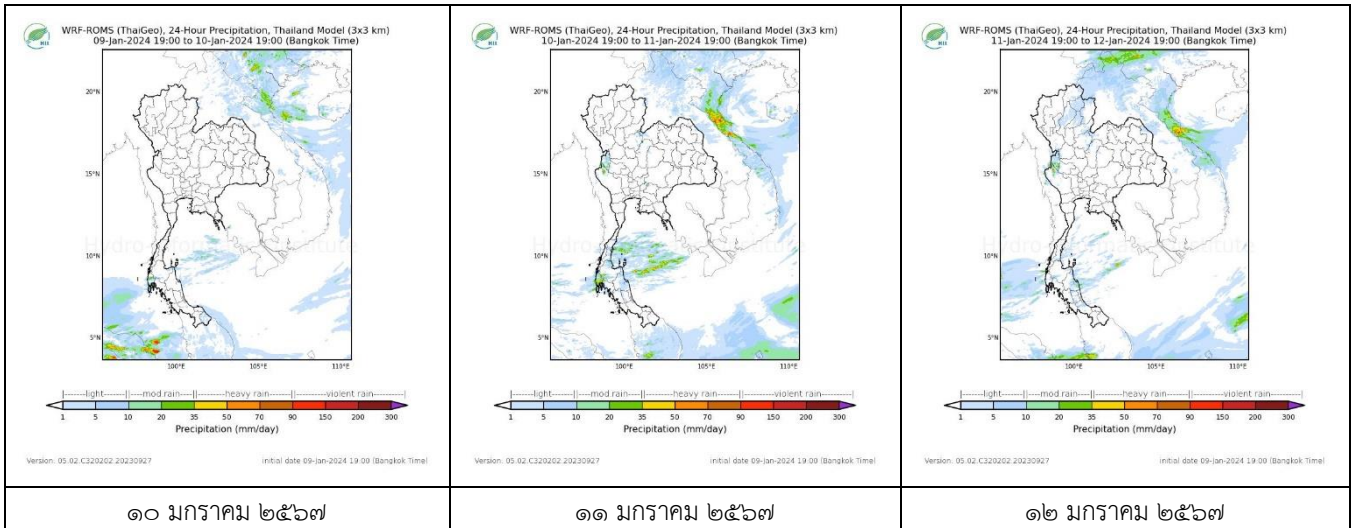 WRF-ROMS (ThaiGeo), 24-Hour Precipitation, Thailand Model (3x3 km)
09-Jan-2024 19:00 to 10-Jan-2024 19:00 (Bangkok Time)
HII
20°N
15°N
10°N
5°N
100°E 105°E 110°E
|------light------||---mod rain---||------heavy rain------||------violent rain------|
1 5 10 20 35 50 70 90 150 200 300
Precipitation (mm/day)
Version: 05.02.C320202.20230927 initial date 09-Jan-2024 19:00 (Bangkok Time)
๑๐ มกราคม ๒๕๖๗
WRF-ROMS (ThaiGeo), 24-Hour Precipitation, Thailand Model (3x3 km)
10-Jan-2024 19:00 to 11-Jan-2024 19:00 (Bangkok Time)
HII
20°N
15°N
10°N
5°N
100°E 105°E 110°E
|------light------||---mod rain---||------heavy rain------||------violent rain------|
1 5 10 20 35 50 70 90 150 200 300
Precipitation (mm/day)
Version: 05.02.C320202.20230927 initial date 09-Jan-2024 19:00 (Bangkok Time)
๑๑ มกราคม ๒๕๖๗
WRF-ROMS (ThaiGeo), 24-Hour Precipitation, Thailand Model (3x3 km)
11-Jan-2024 19:00 to 12-Jan-2024 19:00 (Bangkok Time)
HII
20°N
15°N
10°N
5°N
100°E 105°E 110°E
|------light------||---mod rain---||------heavy rain------||------violent rain------|
1 5 10 20 35 50 70 90 150 200 300
Precipitation (mm/day)
Version: 05.02.C320202.20230927 initial date 09-Jan-2024 19:00 (Bangkok Time)
๑๒ มกราคม ๒๕๖๗